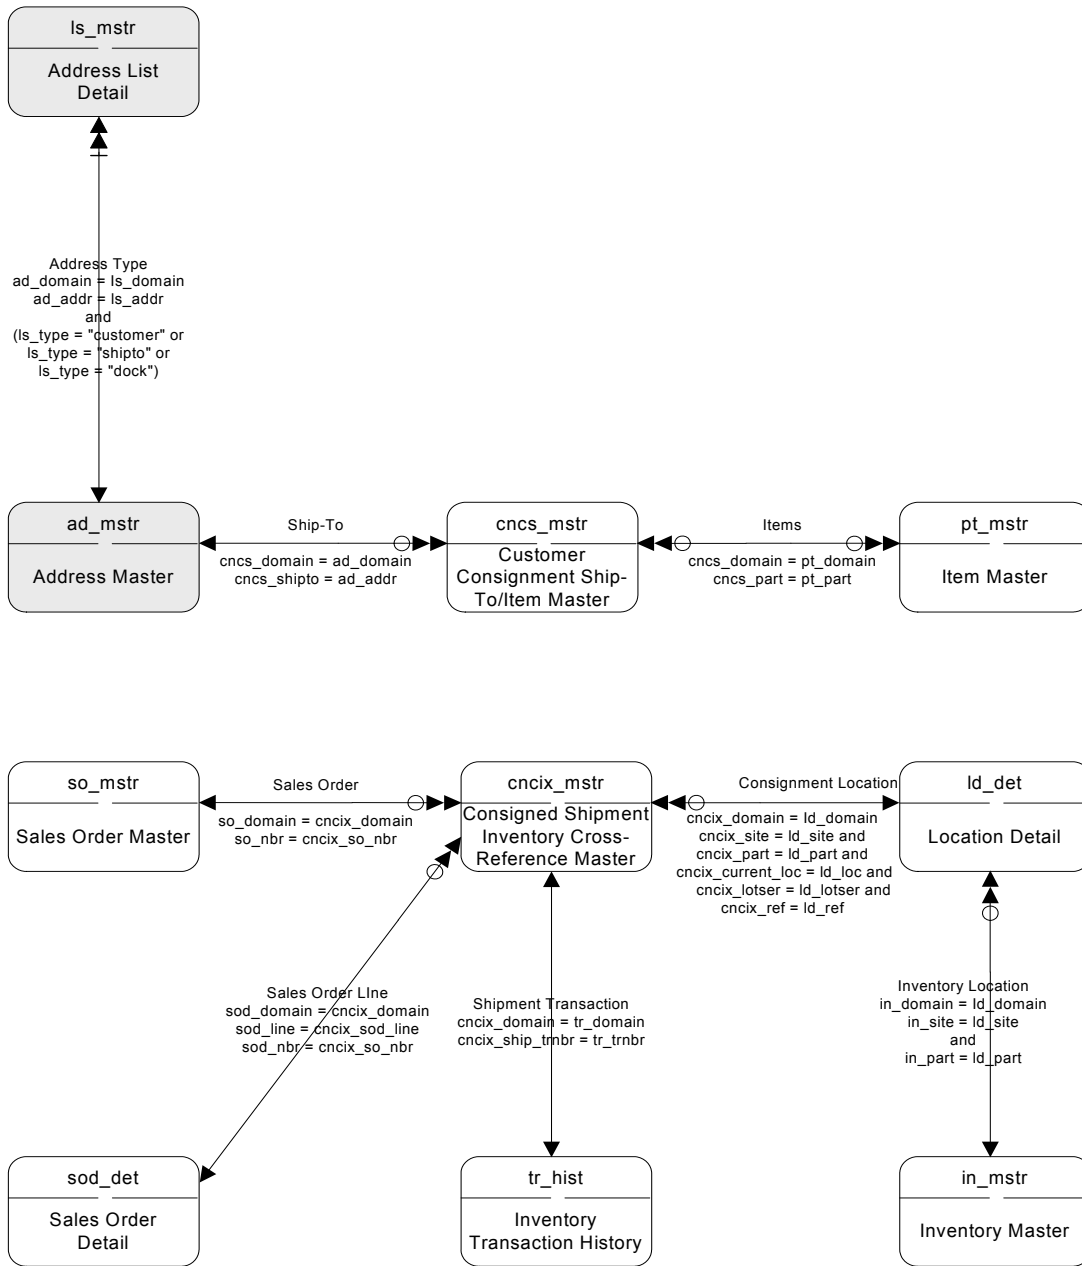 ls_mstr
Address List
Detail
Address Type
ad_domain = ls_domain
ad_addr = ls_addr
and
(ls_type = "customer" or
ls_type = "shipto" or
ls_type = "dock")
ad_mstr
Address Master
Ship-To
cncs_domain = ad_domain
cncs_shipto = ad_addr
cncs_mstr
Customer
Consignment Ship-
To/Item Master
Items
cncs_domain = pt_domain
cncs_part = pt_part
pt_mstr
Item Master
so_mstr
Sales Order Master
Sales Order
so_domain = cncix_domain
so_nbr = cncix_so_nbr
cncix_mstr
Consigned Shipment
Inventory Cross-
Reference Master
Consignment Location
cncix_domain = ld_domain
cncix_site = ld_site and
cncix_part = ld_part and
cncix_current_loc = ld_loc and
cncix_lotser = ld_lotser and
cncix_ref = ld_ref
ld_det
Location Detail
Sales Order LIne
sod_domain = cncix_domain
sod_line = cncix_sod_line
sod_nbr = cncix_so_nbr
Shipment Transaction
cncix_domain = tr_domain
cncix_ship_trnbr = tr_trnbr
Inventory Location
in_domain = ld_domain
in_site = ld_site
and
in_part = ld_part
sod_det
Sales Order
Detail
tr_hist
Inventory
Transaction History
in_mstr
Inventory Master